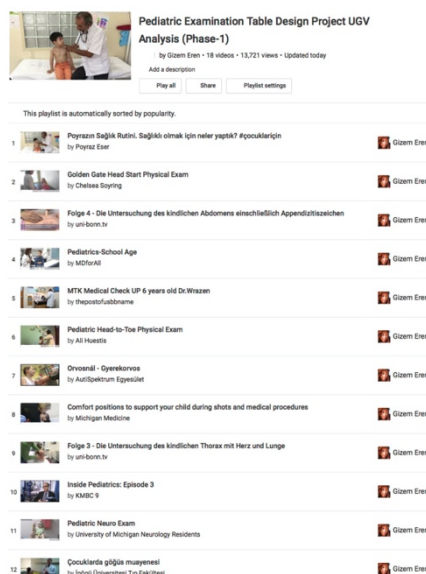 Pediatric Examination Table Design Project UGV
Analysis (Phase-1)
by Gizem Eren • 18 videos • 13,721 views • Updated today
Add a description
Play all Share Playlist settings
This playlist is automatically sorted by popularity.
1 Poyrazın Sağlık Rutini. Sağlıklı olmak için neler yaptık? #çocuklariçin
by Poyraz Eser
Gizem Eren
2 Golden Gate Head Start Physical Exam
by Chelsea Soyring
Gizem Eren
3 Folge 4 - Die Untersuchung des kindlichen Abdomens einschließlich Appendizitiszeichen
by uni-bonn.tv
Gizem Eren
4 Pediatrics-School Age
by MDforAll
Gizem Eren
5 MTK Medical Check UP 6 years old Dr.Wrazen
by thepostofusbbname
Gizem Eren
6 Pediatric Head-to-Toe Physical Exam
by Ali Huestis
Gizem Eren
7 Orvosnál - Gyerekorvos
by AutiSpektrum Egyesület
Gizem Eren
8 Comfort positions to support your child during shots and medical procedures
by Michigan Medicine
Gizem Eren
9 Folge 3 - Die Untersuchung des kindlichen Thorax mit Herz und Lunge
by uni-bonn.tv
Gizem Eren
10 Inside Pediatrics: Episode 3
by KMBC 9
Gizem Eren
11 Pediatric Neuro Exam
by University of Michigan Neurology Residents
Gizem Eren
12 Çocuklarda göğüs muayenesi
by İnönü Üniversitesi Tıp Fakültesi
Gizem Eren